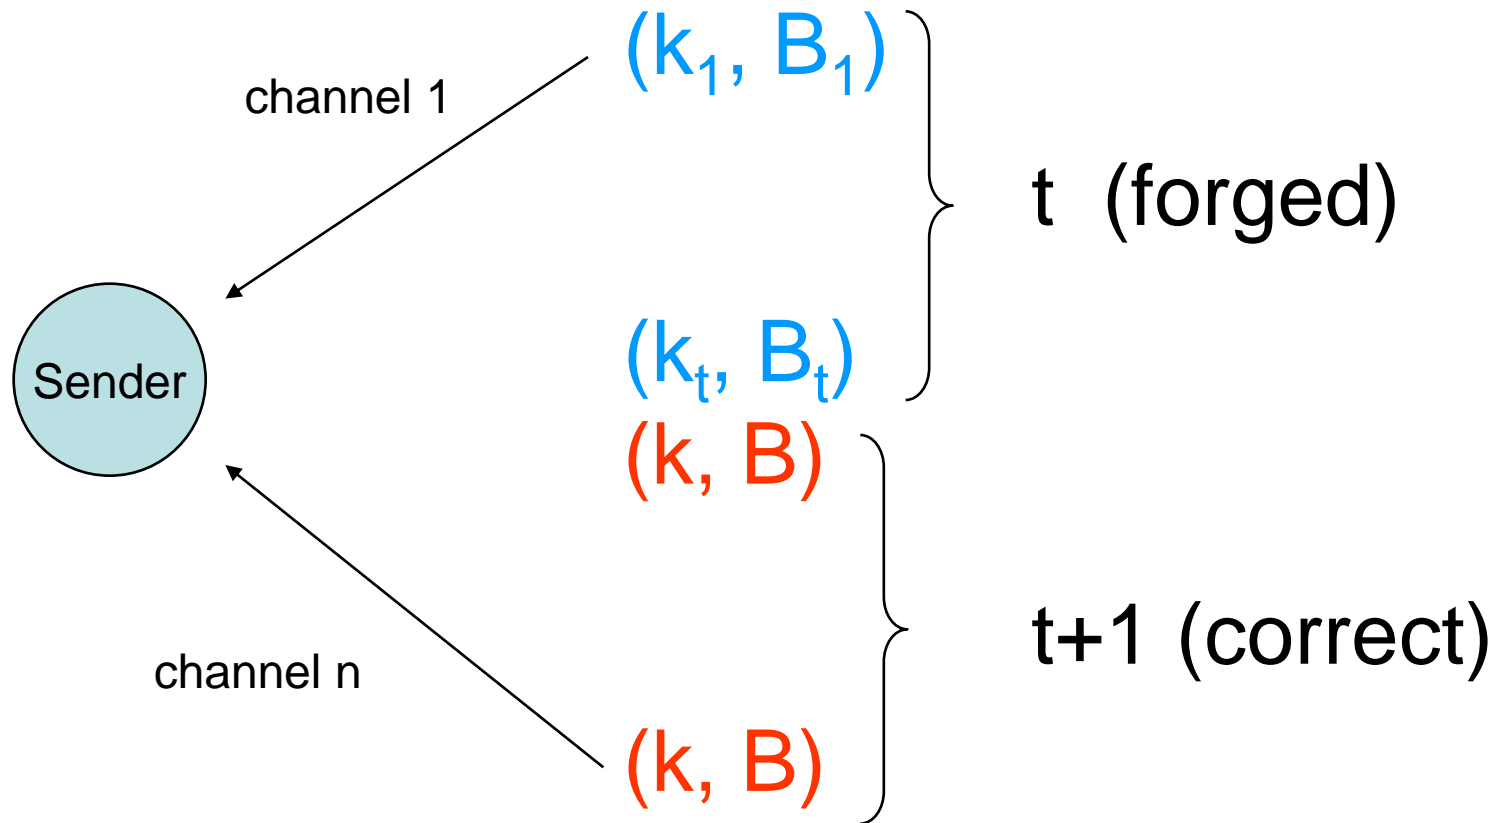 (k₁, B₁)
channel 1
t (forged)
(kₜ, Bₜ)
Sender
(k, B)
t+1 (correct)
channel n
(k, B)